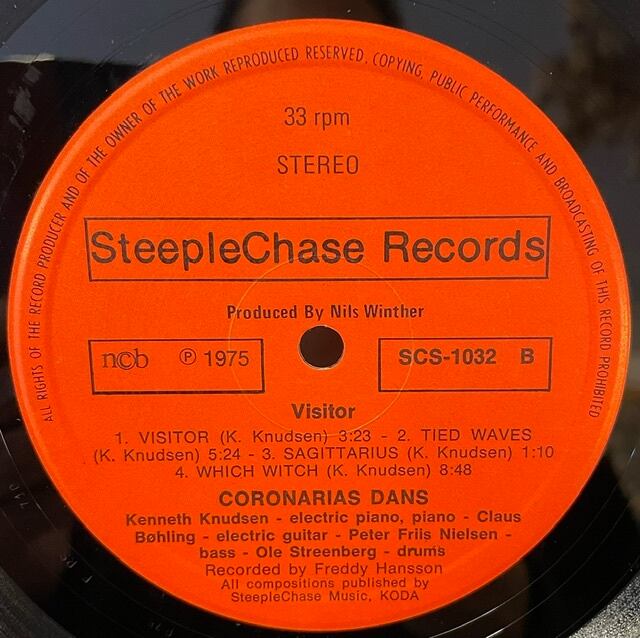 ALL RIGHTS OF THE RECORD PRODUCER AND OF THE OWNER OF THE WORK REPRODUCED RESERVED. COPYING, PUBLIC PERFORMANCE AND BROADCASTING OF THIS RECORD PROHIBITED
33 rpm
STEREO
SteepleChase Records
Produced By Nils Winther
n©b ℗ 1975
SCS-1032 B
Visitor
1. VISITOR (K. Knudsen) 3:23 - 2. TIED WAVES
(K. Knudsen) 5:24 - 3. SAGITTARIUS (K. Knudsen) 1:10
4. WHICH WITCH (K. Knudsen) 8:48
CORONARIAS DANS
Kenneth Knudsen - electric piano, piano - Claus
Bøhling - electric guitar - Peter Friis Nielsen -
bass - Ole Streenberg - drums
Recorded by Freddy Hansson
All compositions published by
SteepleChase Music, KODA